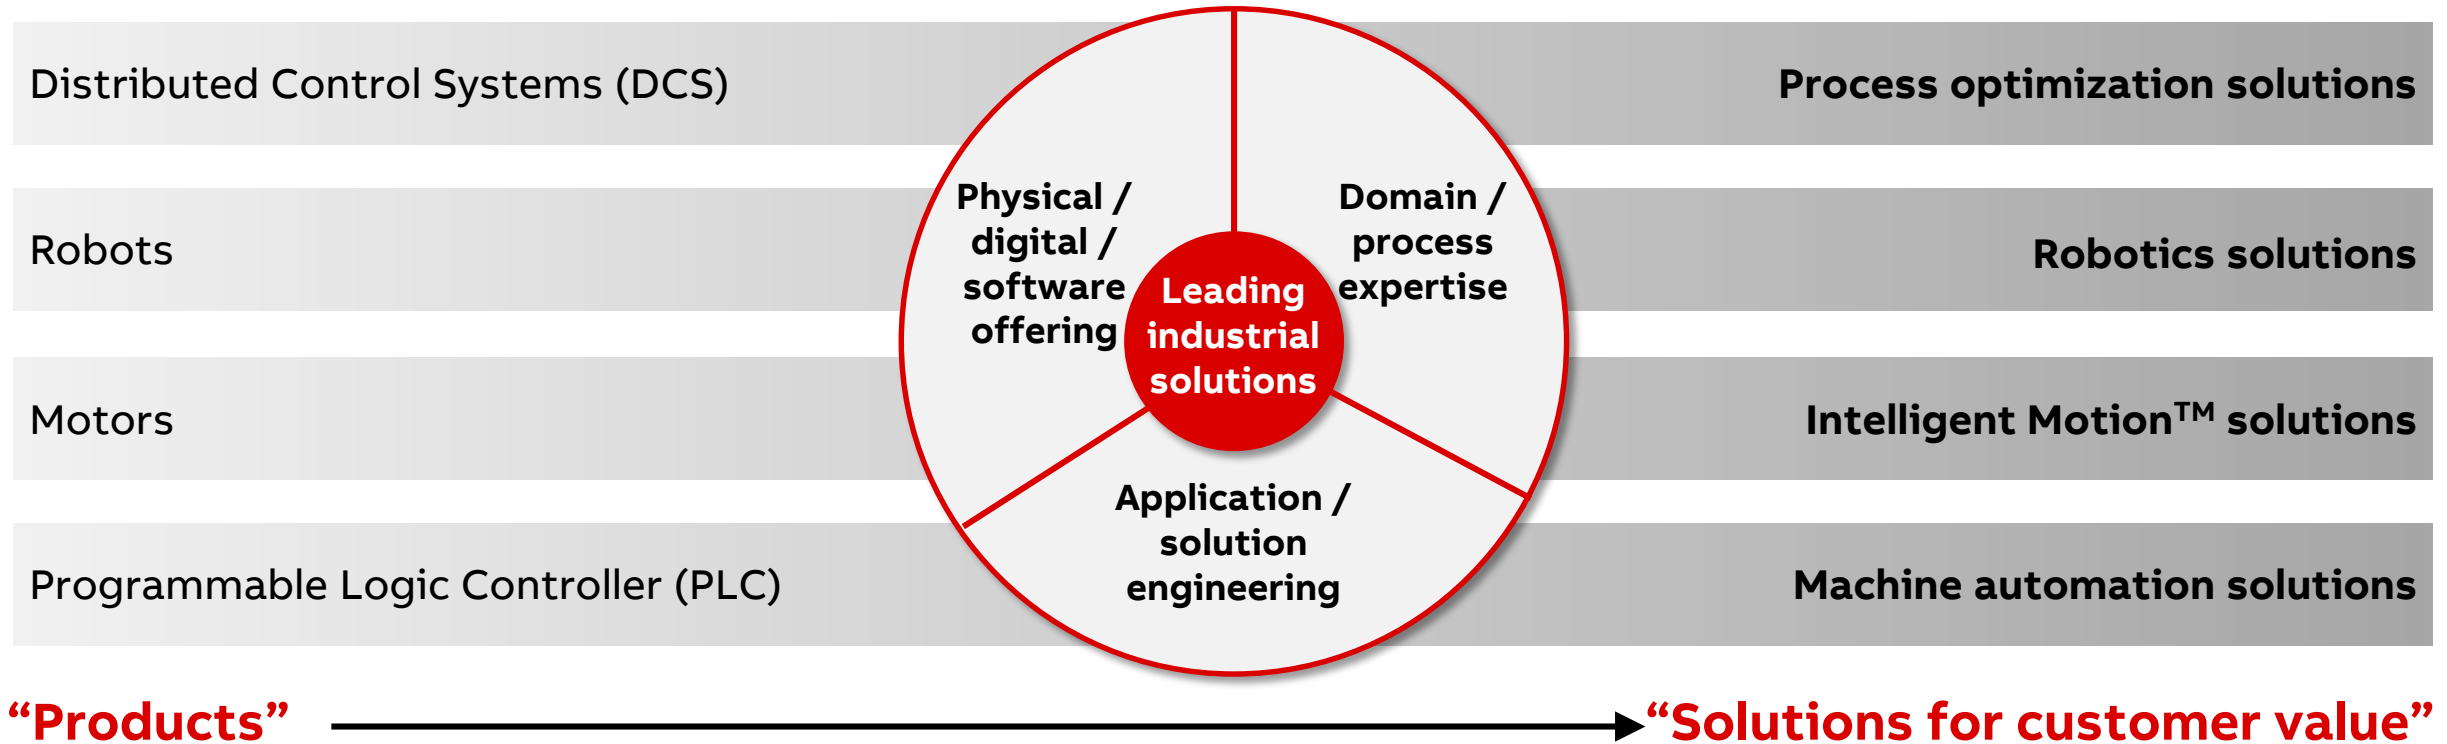 Distributed Control Systems (DCS)
Robots
Motors
Programmable Logic Controller (PLC)
Physical /
digital /
software
offering
Domain /
process
expertise
Leading
industrial
solutions
Application /
solution
engineering
Process optimization solutions
Robotics solutions
Intelligent Motion™ solutions
Machine automation solutions
“Products”
“Solutions for customer value”